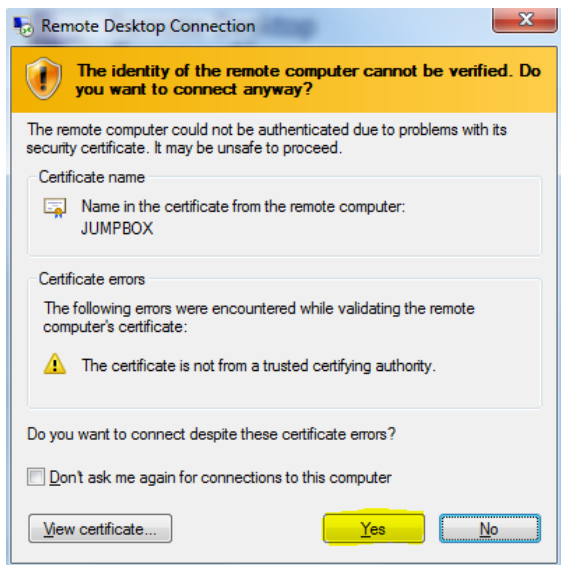 Remote Desktop Connection
The identity of the remote computer cannot be verified. Do
you want to connect anyway?
The remote computer could not be authenticated due to problems with its
security certificate. It may be unsafe to proceed.
Certificate name
Name in the certificate from the remote computer:
JUMPBOX
Certificate errors
The following errors were encountered while validating the remote
computer's certificate:
The certificate is not from a trusted certifying authority.
Do you want to connect despite these certificate errors?
Don't ask me again for connections to this computer
View certificate... Yes No